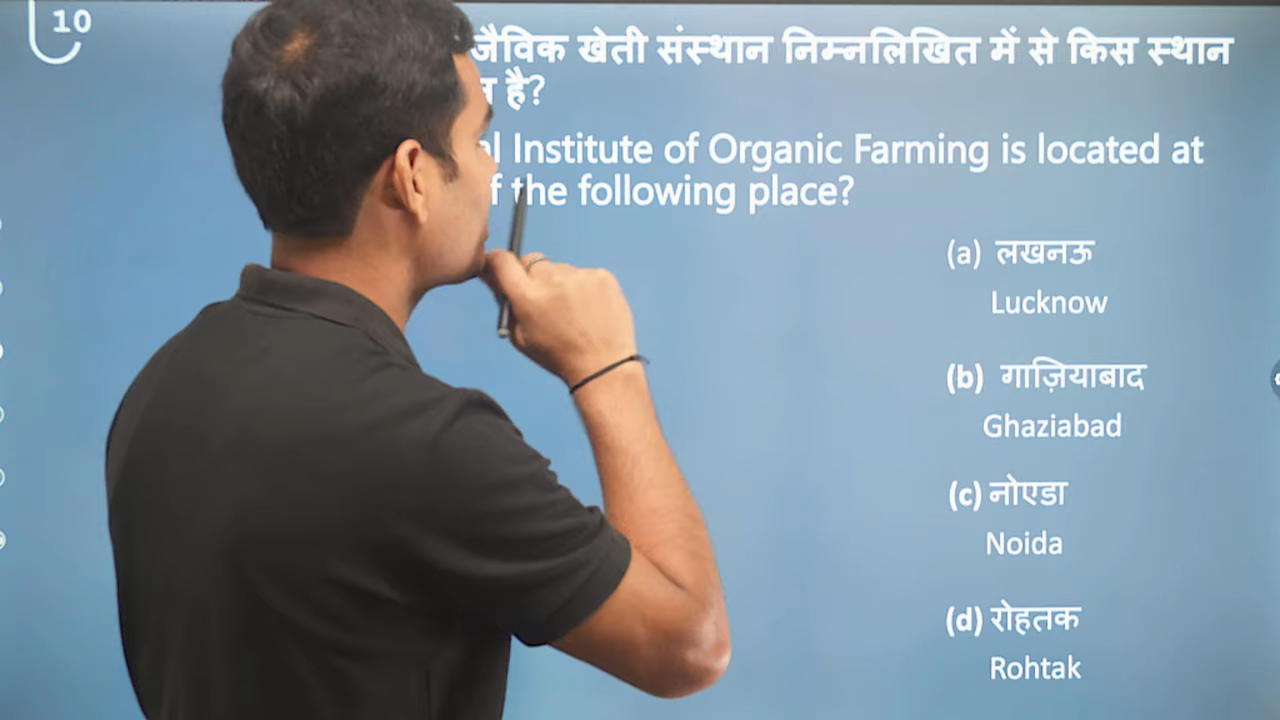 10
जैविक खेती संस्थान निम्नलिखित में से किस स्थान
है?
Institute of Organic Farming is located at
the following place?
(a) लखनऊ
Lucknow
(b) गाज़ियाबाद
Ghaziabad
(c) नोएडा
Noida
(d) रोहतक
Rohtak